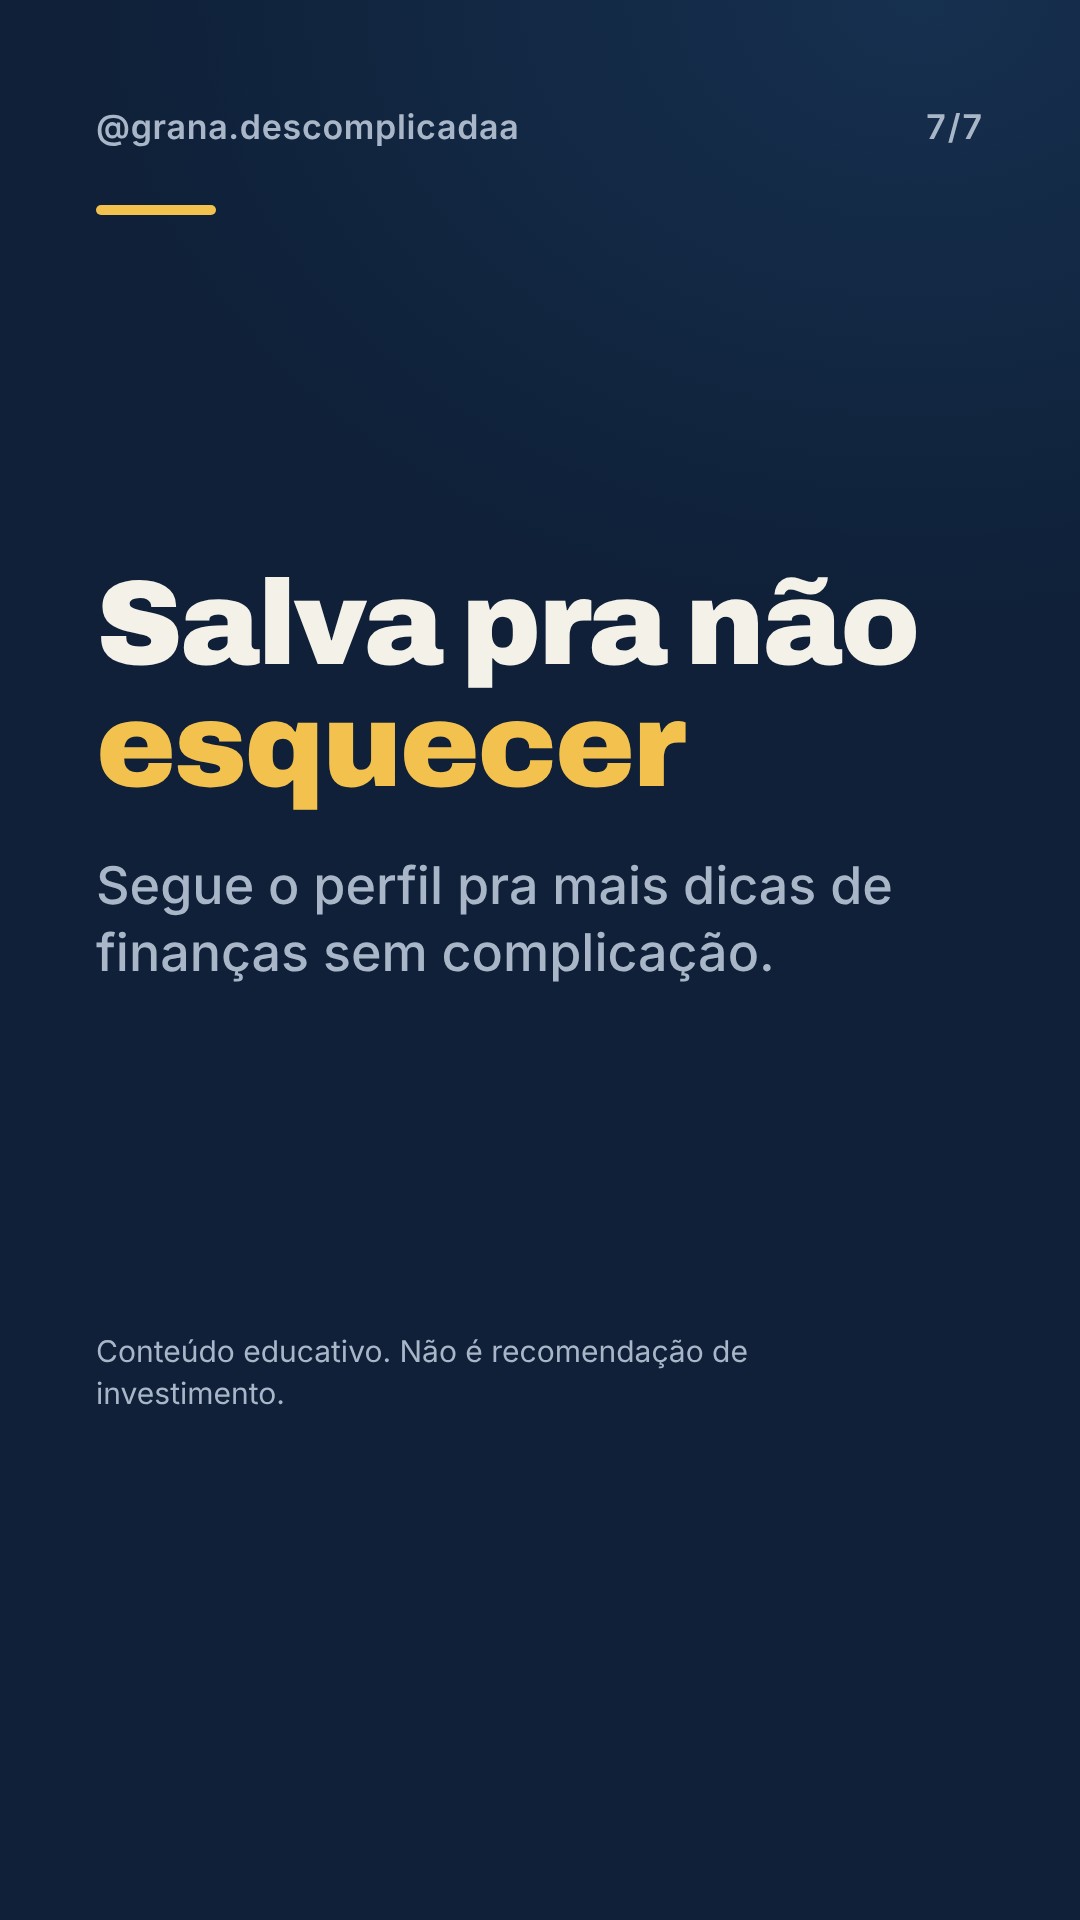 @grana.descomplicadaa
7/7
Salva pra não
esquecer
Segue o perfil pra mais dicas de
finanças sem complicação.
Conteúdo educativo. Não é recomendação de
investimento.